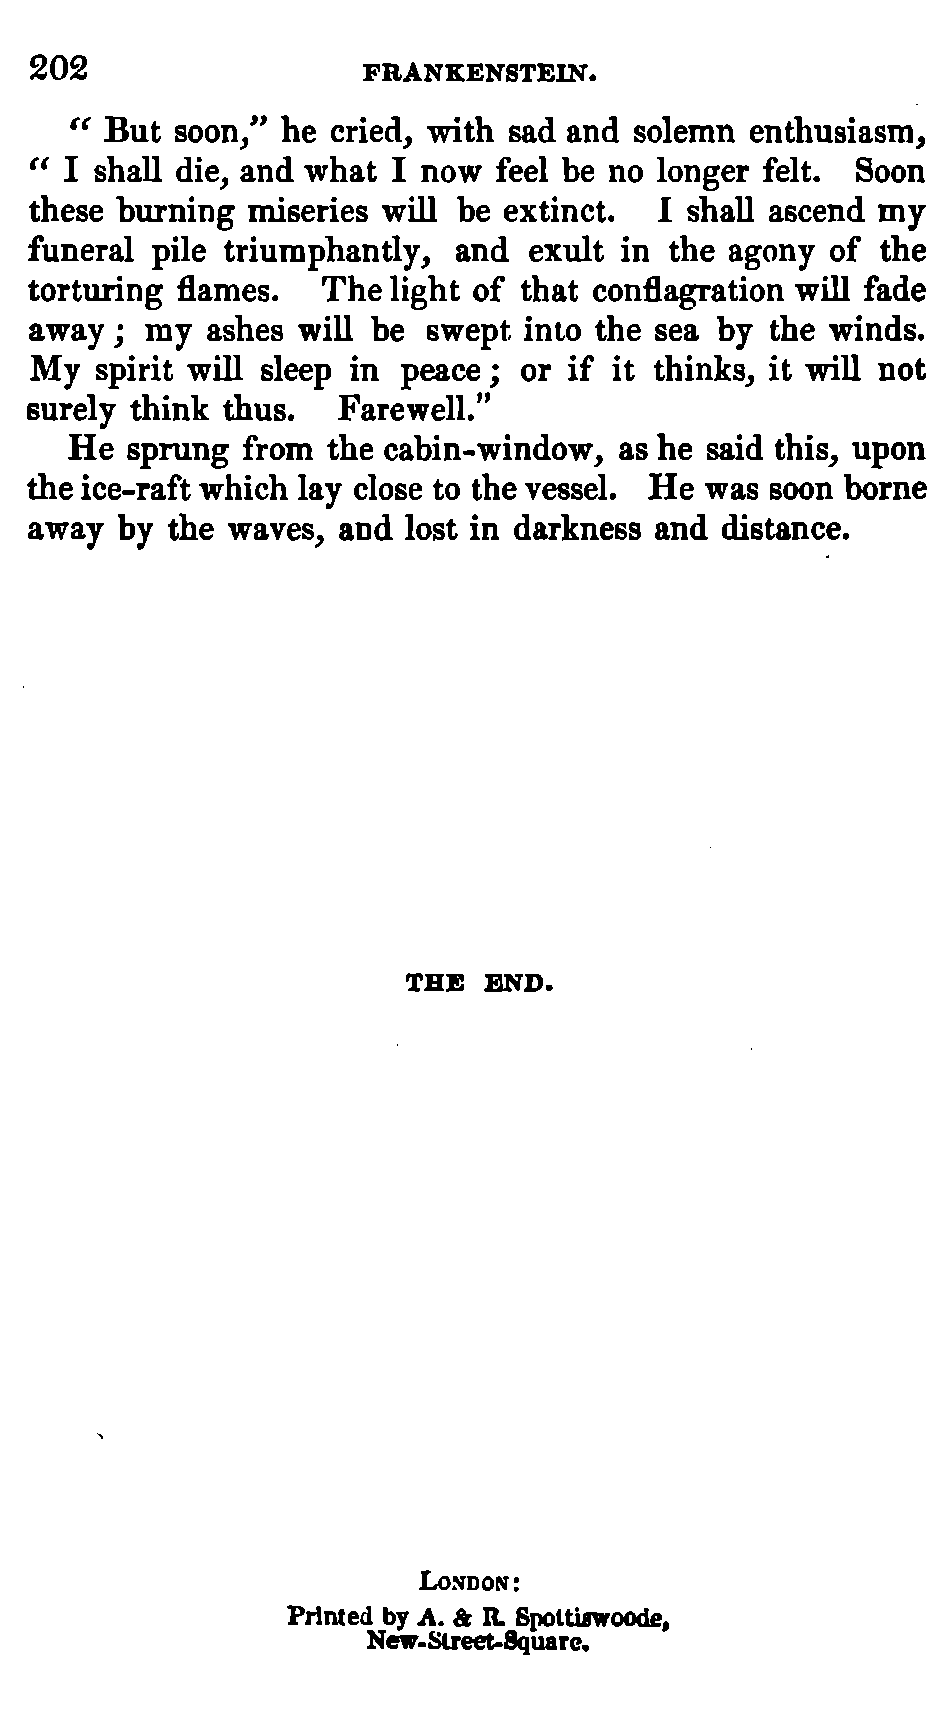 202 FRANKENSTEIN.
“ But soon,” he cried, with sad and solemn enthusiasm,
“ I shall die, and what I now feel be no longer felt. Soon
these burning miseries will be extinct. I shall ascend my
funeral pile triumphantly, and exult in the agony of the
torturing flames. The light of that conflagration will fade
away ; my ashes will be swept into the sea by the winds.
My spirit will sleep in peace ; or if it thinks, it will not
surely think thus. Farewell.”
He sprung from the cabin-window, as he said this, upon
the ice-raft which lay close to the vessel. He was soon borne
away by the waves, and lost in darkness and distance.
THE END.
LONDON:
Printed by A. & R. Spottiswoode,
New-Street-Square.